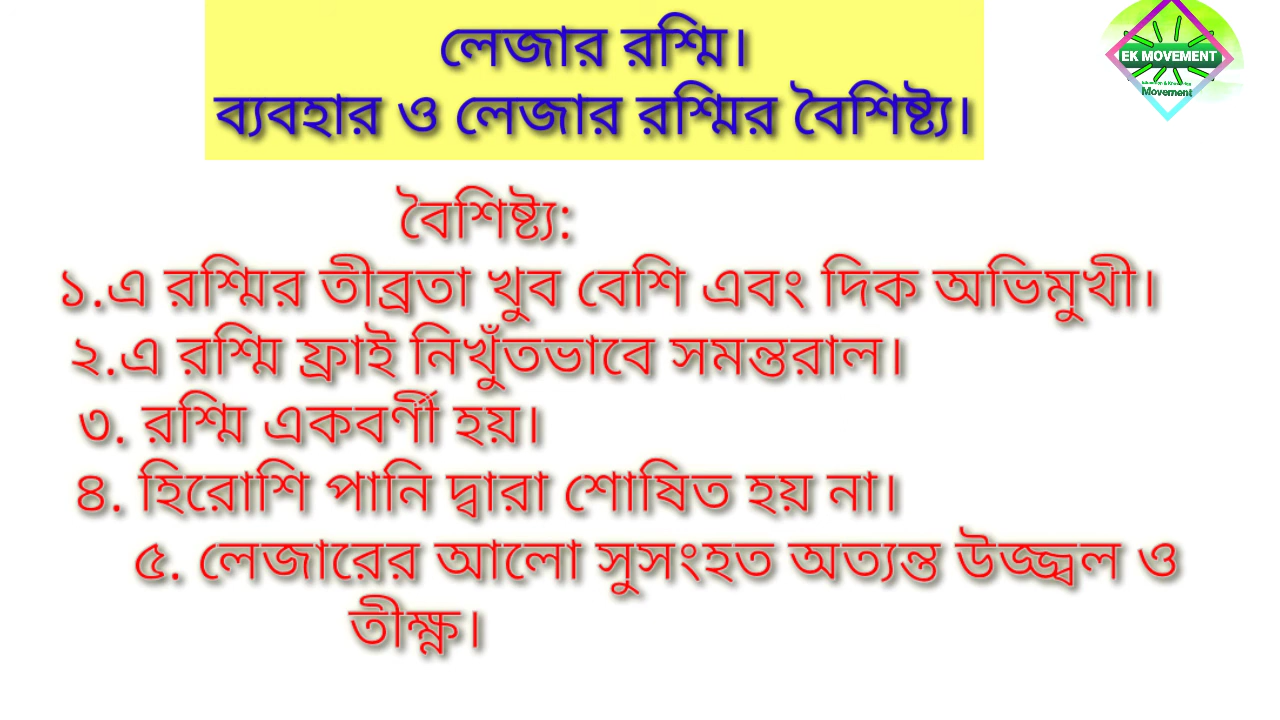 লেজার রশ্মি।
ব্যবহার ও লেজার রশ্মির বৈশিষ্ট্য।
EK MOVEMENT
Movement
বৈশিষ্ট্য:
১.এ রশ্মির তীব্রতা খুব বেশি এবং দিক অভিমুখী।
২.এ রশ্মি ফ্রাই নিখুঁতভাবে সমন্তরাল।
৩. রশ্মি একবর্ণী হয়।
৪. হিরোশি পানি দ্বারা শোষিত হয় না।
৫. লেজারের আলো সুসংহত অত্যন্ত উজ্জ্বল ও
তীক্ষ্ণ।